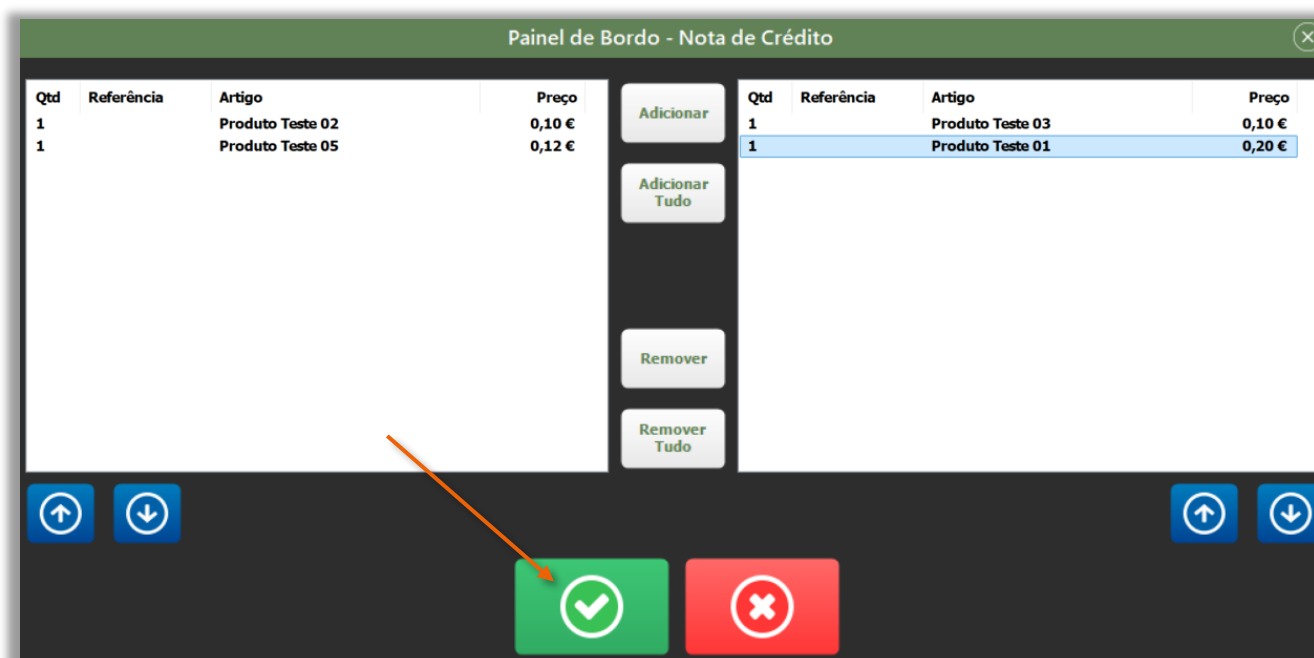 Painel de Bordo - Nota de Crédito
Qtd Referência Artigo Preço
1 Produto Teste 02 0,10 €
1 Produto Teste 05 0,12 €
Adicionar
Adicionar
Tudo
Remover
Remover
Tudo
Qtd Referência Artigo Preço
1 Produto Teste 03 0,10 €
1 Produto Teste 01 0,20 €